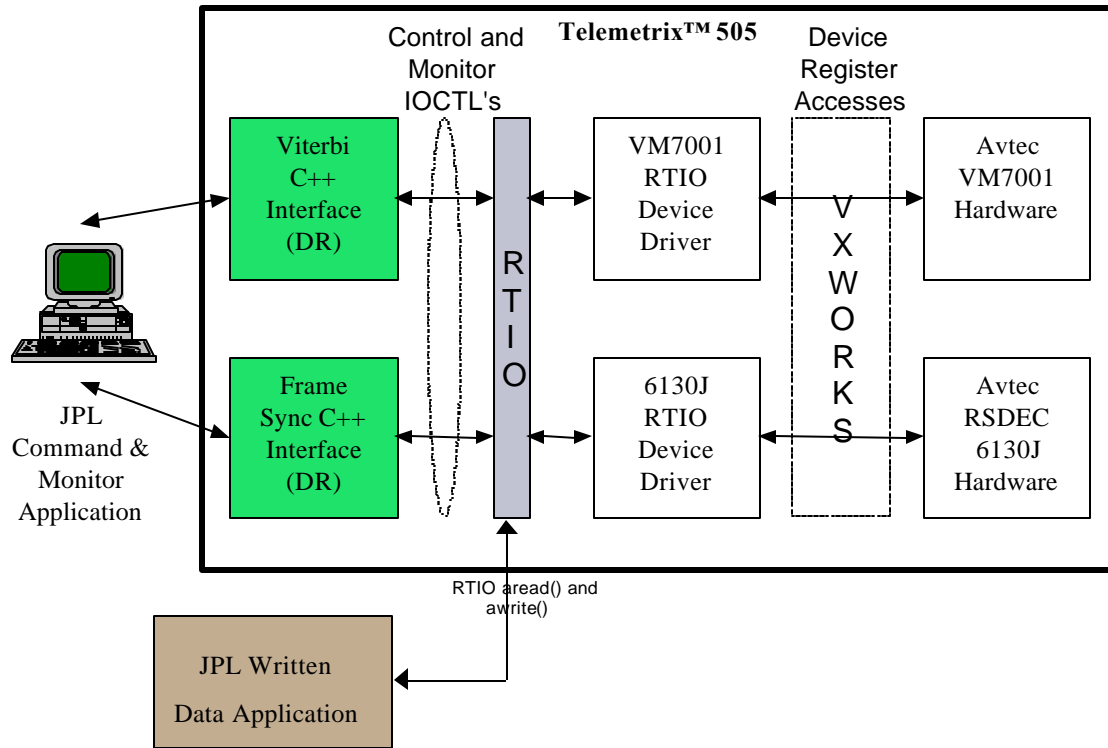 Telemetrix™ 505
Control and
Monitor
IOCTL's
Device
Register
Accesses
Viterbi
C++
Interface
(DR)
RTIO
VM7001
RTIO
Device
Driver
VXWORKS
Avtec
VM7001
Hardware
Frame
Sync C++
Interface
(DR)
6130J
RTIO
Device
Driver
Avtec
RSDEC
6130J
Hardware
JPL
Command &
Monitor
Application
RTIO aread() and
awrite()
JPL Written
Data Application